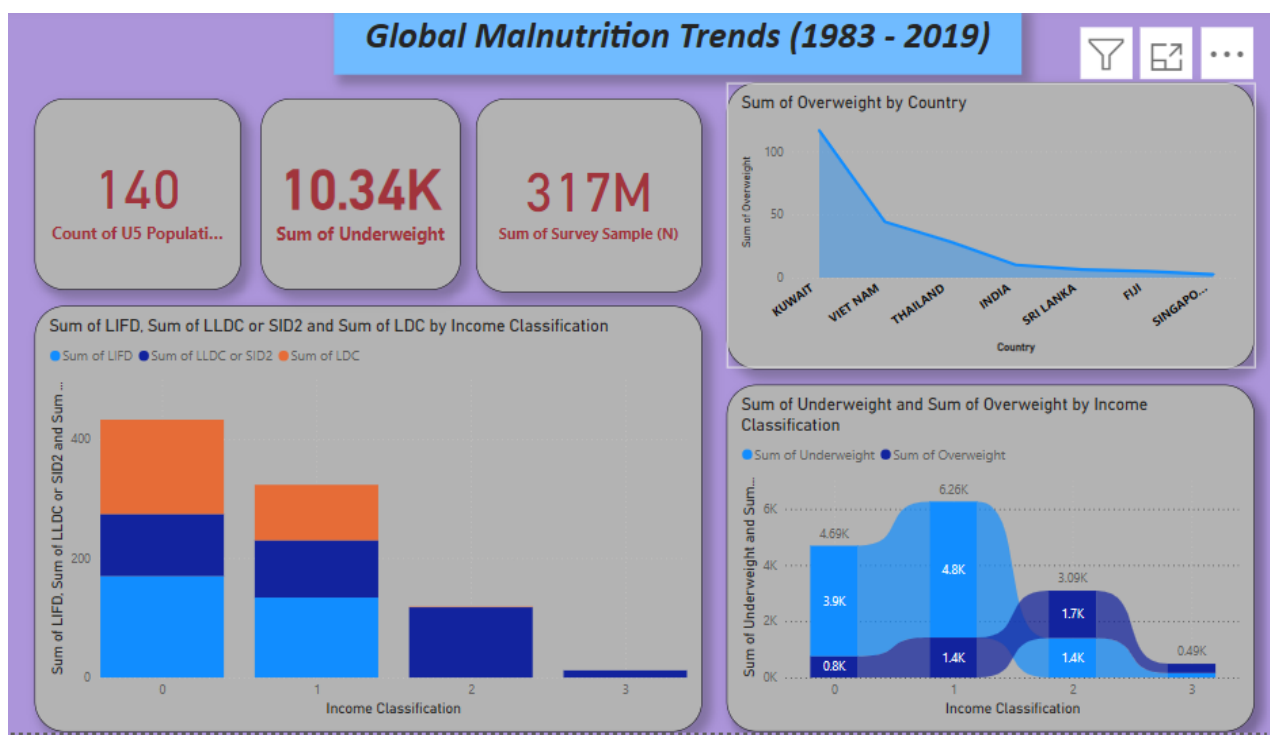 Global Malnutrition Trends (1983 - 2019)
140
Count of U5 Populati...
10.34K
Sum of Underweight
317M
Sum of Survey Sample (N)
Sum of Overweight by Country
Sum of Overweight
100
50
0
KUWAIT
VIET NAM
THAILAND
INDIA
SRI LANKA
FIJI
SINGAPO...
Country
Sum of LIFD, Sum of LLDC or SID2 and Sum of LDC by Income Classification
Sum of LIFD Sum of LLDC or SID2 Sum of LDC
Sum of LIFD, Sum of LLDC or SID2 and Sum ...
400
200
0
0 1 2 3
Income Classification
Sum of Underweight and Sum of Overweight by Income
Classification
Sum of Underweight Sum of Overweight
Sum of Underweight and Sum...
6K
4K
2K
0K
4.69K
3.9K
0.8K
6.26K
4.8K
1.4K
3.09K
1.7K
1.4K
0.49K
0 1 2 3
Income Classification